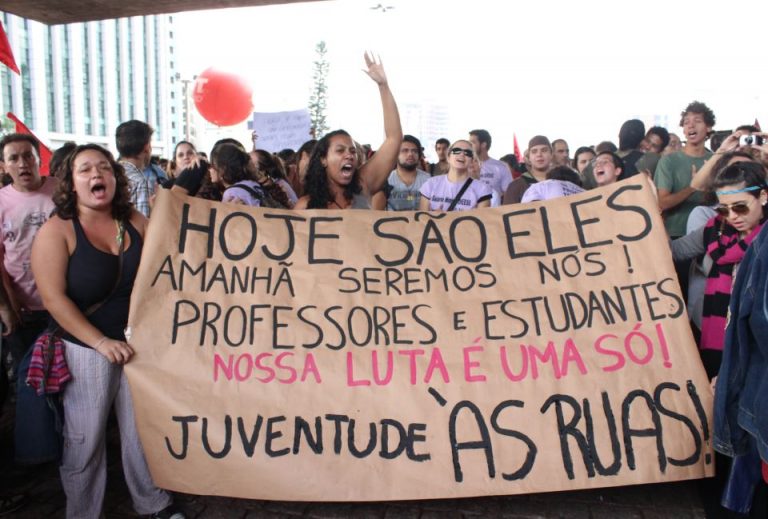 HOJE SÃO ELES
AMANHÃ SEREMOS NÓS!
PROFESSORES E ESTUDANTES
NOSSA LUTA É UMA SÓ!
JUVENTUDE ÀS RUAS!